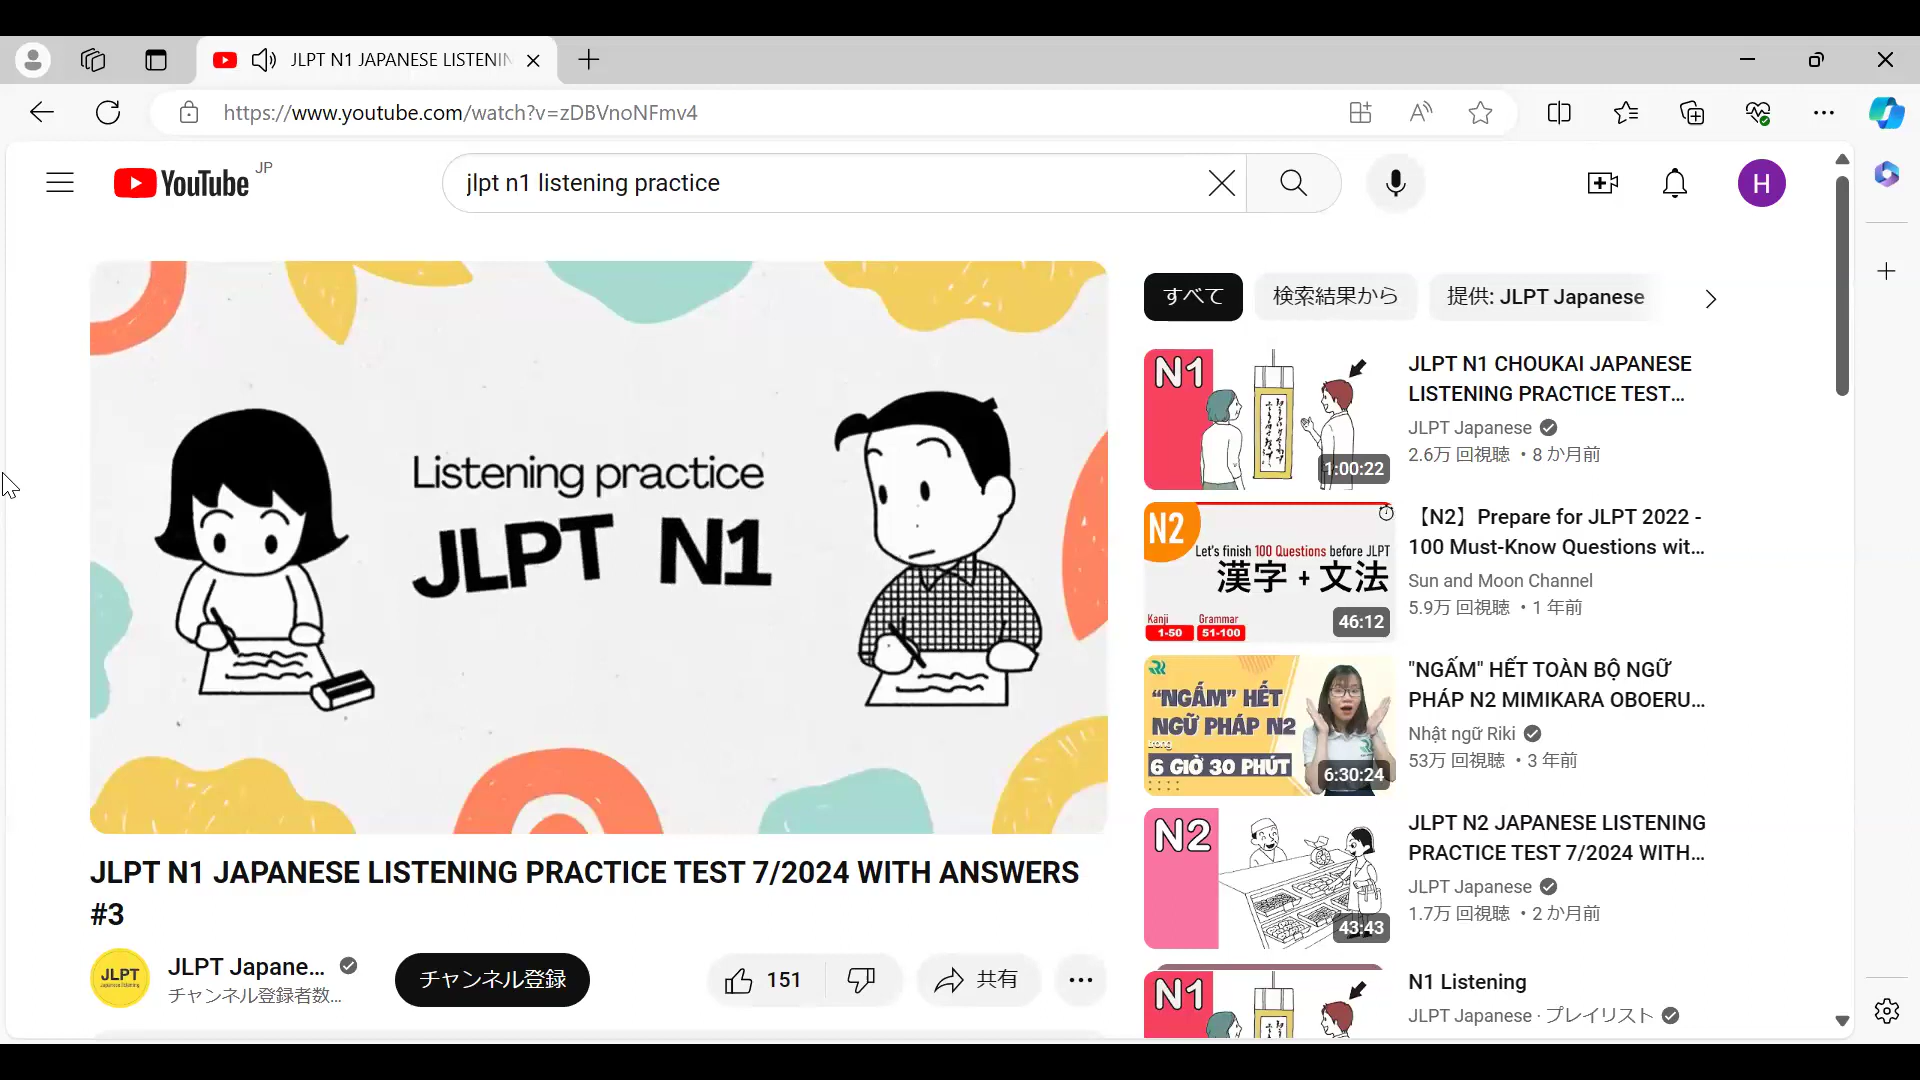 JLPT N1 JAPANESE LISTENIN
https://www.youtube.com/watch?v=zDBVnoNFmv4
YouTube JP
jlpt n1 listening practice
H
Listening practice
JLPT N1
JLPT N1 JAPANESE LISTENING PRACTICE TEST 7/2024 WITH ANSWERS
#3
JLPT
JLPT Japane...
チャンネル登録者数...
チャンネル登録
151
共有
すべて
検索結果から
提供: JLPT Japanese
N1
1:00:22
JLPT N1 CHOUKAI JAPANESE
LISTENING PRACTICE TEST...
JLPT Japanese
2.6万 回視聴 ・8 か月前
N2
Let's finish 100 Questions before JLPT
漢字 + 文法
Kanji Grammar
1-50 51-100
46:12
【N2】Prepare for JLPT 2022 -
100 Must-Know Questions wit...
Sun and Moon Channel
5.9万 回視聴 ・1 年前
“NGẤM” HẾT
NGỮ PHÁP N2
trong
6 GIỜ 30 PHÚT
6:30:24
"NGẤM" HẾT TOÀN BỘ NGỮ
PHÁP N2 MIMIKARA OBOERU...
Nhật ngữ Riki
53万 回視聴 ・3 年前
N2
43:43
JLPT N2 JAPANESE LISTENING
PRACTICE TEST 7/2024 WITH...
JLPT Japanese
1.7万 回視聴 ・2 か月前
N1
N1 Listening
JLPT Japanese · プレイリスト